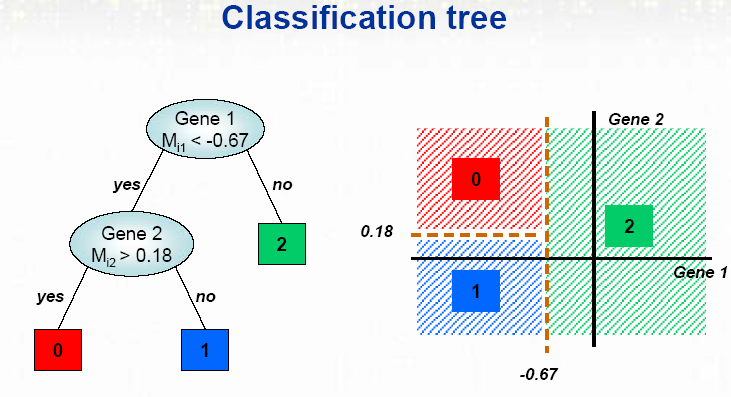 Classification tree
Gene 1
Mi1 < -0.67
yes
no
Gene 2
Mi2 > 0.18
2
yes
no
0
1
Gene 2
0
2
0.18
Gene 1
1
-0.67